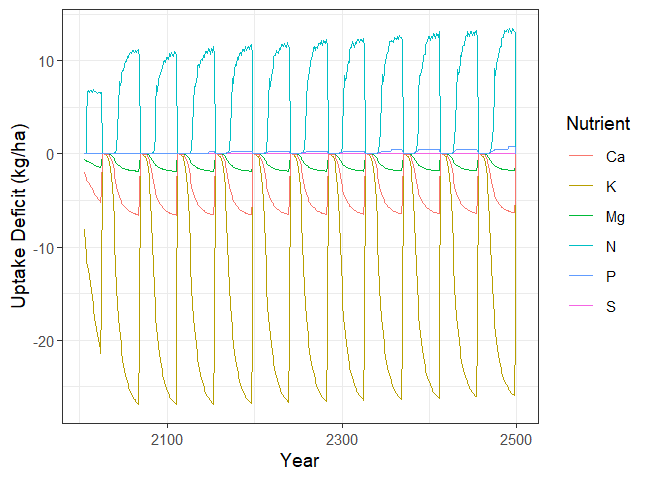 Uptake Deficit (kg/ha)
10
0
-10
-20
2100
2300
2500
Year
Nutrient
Ca
K
Mg
N
P
S